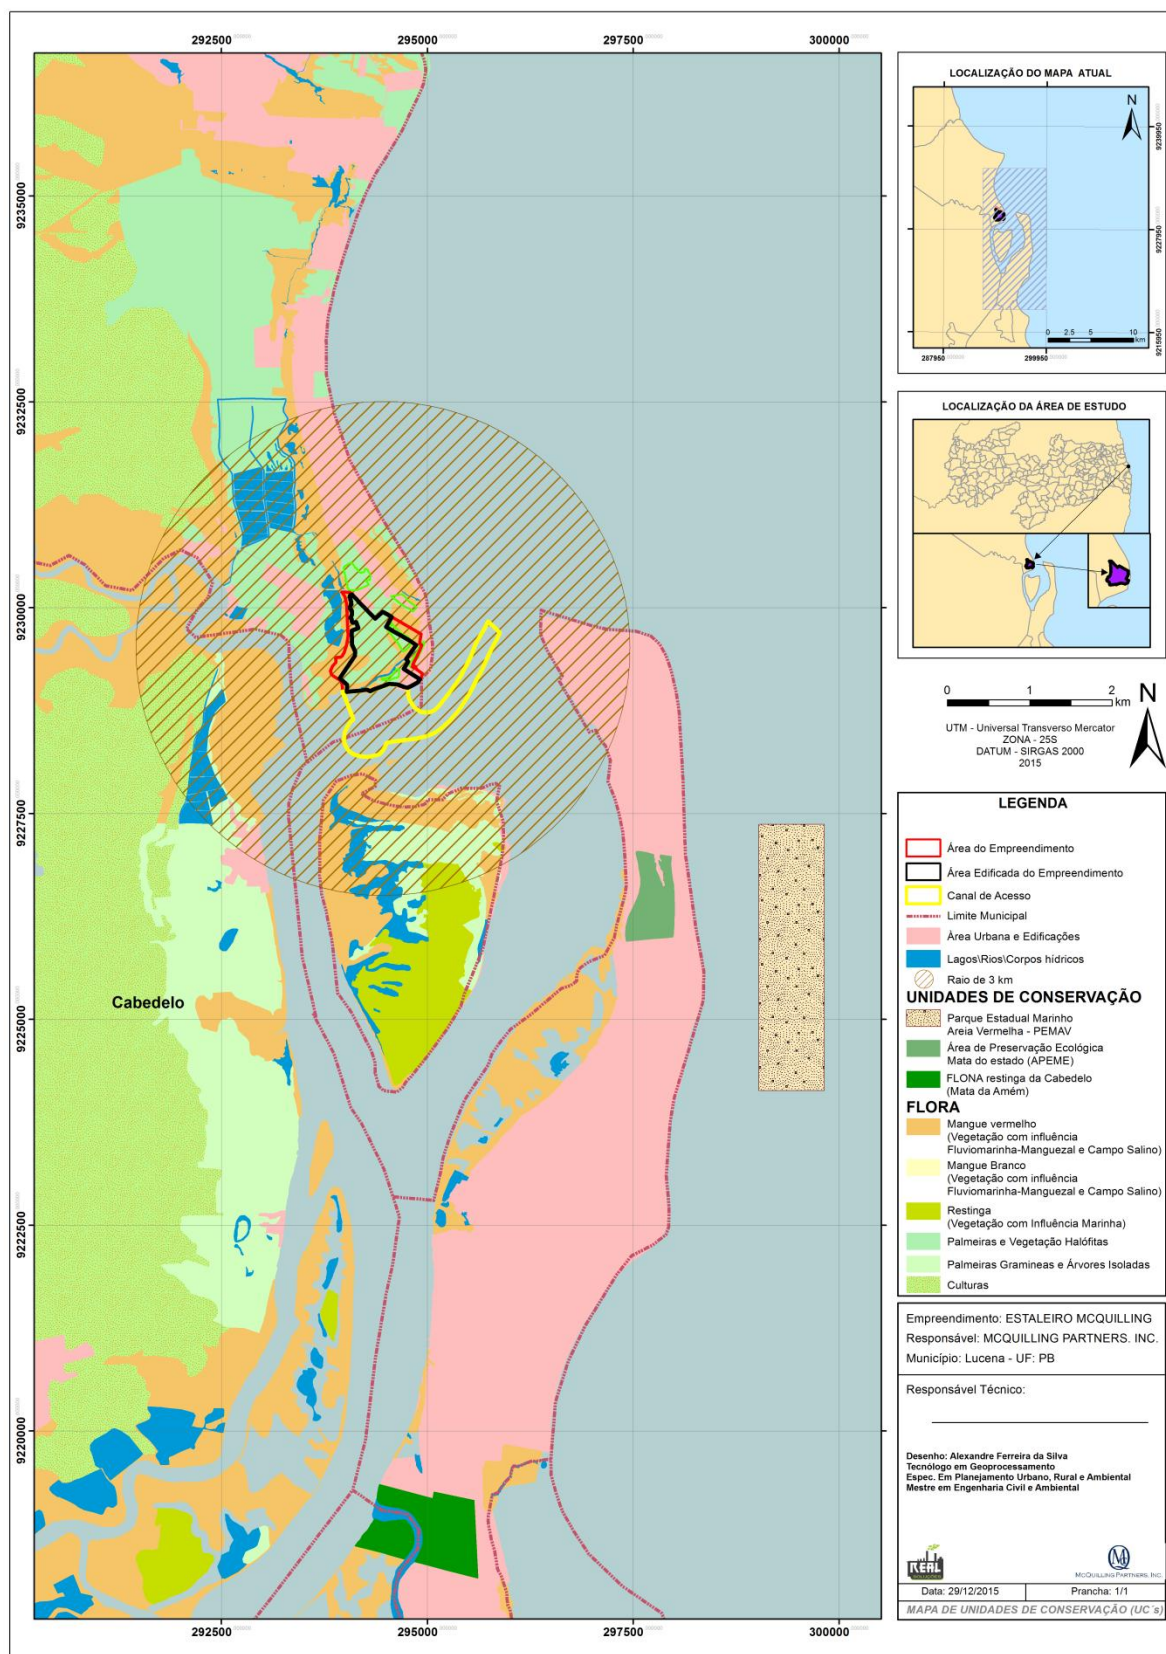 292500
295000
297500
300000
9235000
9232500
9230000
9227500
9225000
9222500
9220000
Cabedelo
9235000
9232500
9230000
9227500
9225000
9222500
9220000
292500
295000
297500
300000
LOCALIZAÇÃO DO MAPA ATUAL
N
9239950
9227950
9215950
0 2.5 5 10
km
287950
299950
LOCALIZAÇÃO DA ÁREA DE ESTUDO
0 1 2
km
N
UTM - Universal Transverso Mercator
ZONA - 25S
DATUM - SIRGAS 2000
2015
LEGENDA
Área do Empreendimento
Área Edificada do Empreendimento
Canal de Acesso
Limite Municipal
Área Urbana e Edificações
Lagos\Rios\Corpos hídricos
Raio de 3 km
UNIDADES DE CONSERVAÇÃO
Parque Estadual Marinho
Areia Vermelha - PEMAV
Área de Preservação Ecológica
Mata do estado (APEME)
FLONA restinga da Cabedelo
(Mata da Amém)
FLORA
Mangue vermelho
(Vegetação com influência
Fluviomarinha-Manguezal e Campo Salino)
Mangue Branco
(Vegetação com influência
Fluviomarinha-Manguezal e Campo Salino)
Restinga
(Vegetação com Influência Marinha)
Palmeiras e Vegetação Halófitas
Palmeiras Gramineas e Árvores Isoladas
Culturas
Empreendimento: ESTALEIRO MCQUILLING
Responsável: MCQUILLING PARTNERS. INC.
Município: Lucena - UF: PB
Responsável Técnico:
Desenho: Alexandre Ferreira da Silva
Tecnólogo em Geoprocessamento
Espec. Em Planejamento Urbano, Rural e Ambiental
Mestre em Engenharia Civil e Ambiental
REAL
MCQUILLING PARTNERS, INC.
Data: 29/12/2015
Prancha: 1/1
MAPA DE UNIDADES DE CONSERVAÇÃO (UC´s)